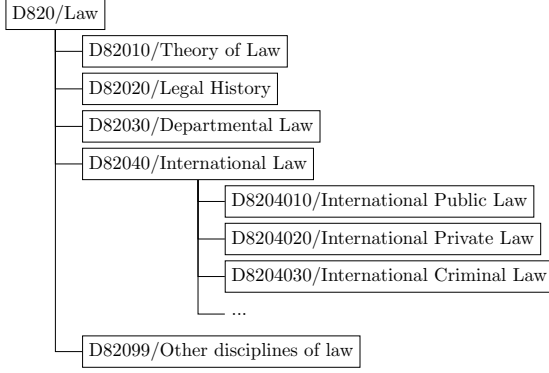 D820/Law
D82010/Theory of Law
D82020/Legal History
D82030/Departmental Law
D82040/International Law
D8204010/International Public Law
D8204020/International Private Law
D8204030/International Criminal Law
...
D82099/Other disciplines of law